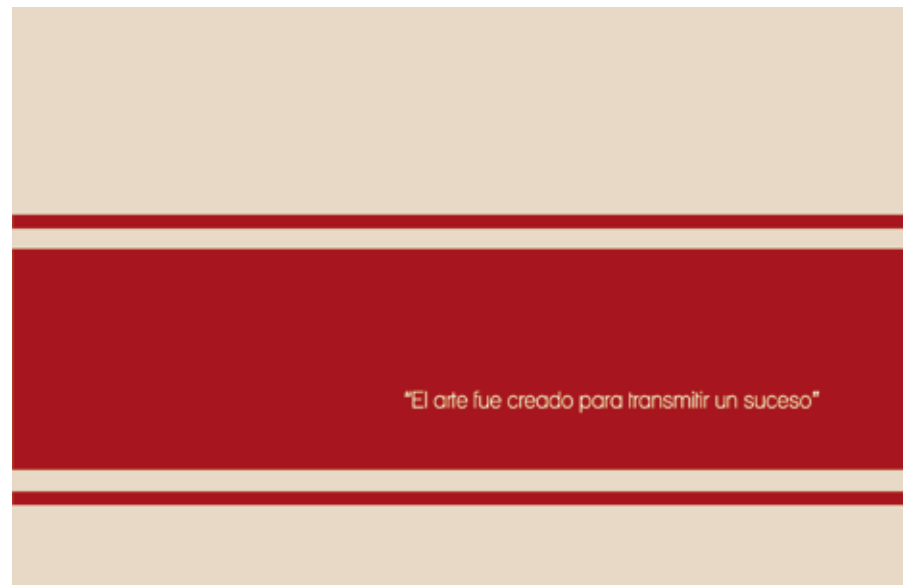 “El arte fue creado para transmitir un suceso”